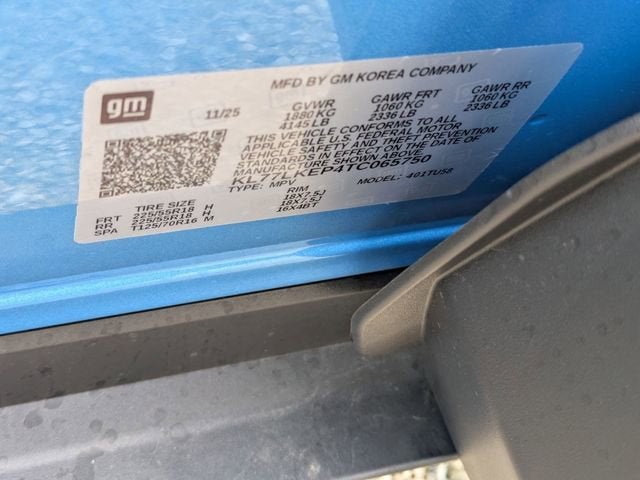 MFD BY GM KOREA COMPANY
gm
11/25 GVWR GAWR FRT GAWR RR
1880 KG 1060 KG 1060 KG
4145 LB 2336 LB 2336 LB
THIS VEHICLE CONFORMS TO ALL
APPLICABLE U.S. FEDERAL MOTOR
VEHICLE SAFETY AND THEFT PREVENTION
STANDARDS IN EFFECT ON THE DATE OF
MANUFACTURE SHOWN ABOVE
KL77LKEP4TC065750
TYPE: MPV MODEL: 401TU58
TIRE SIZE RIM
FRT 225/55R18 H 18X7.5J
RR 225/55R18 H 18X7.5J
SPA T125/70R16 M 16X4BT